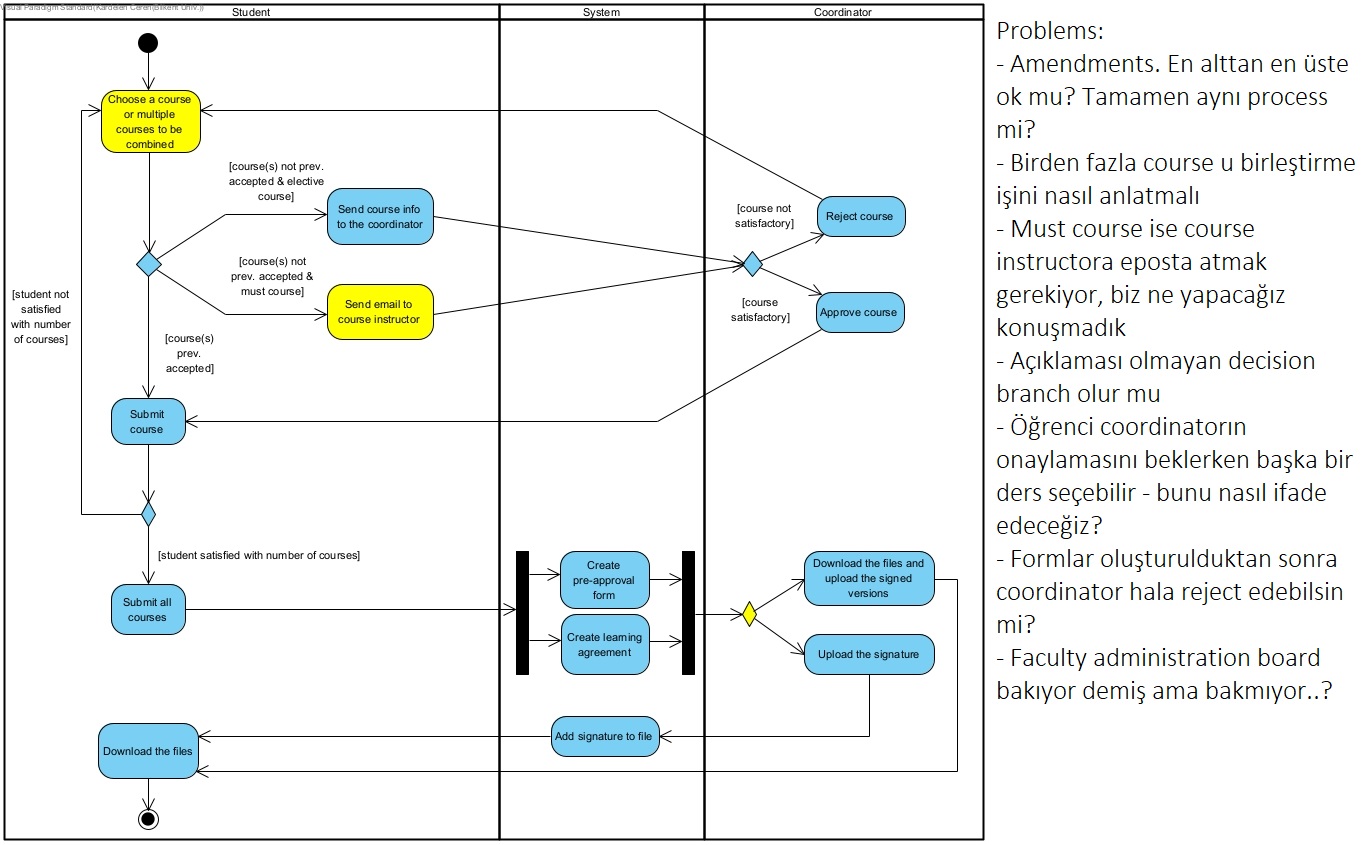 Visual Paradigm Standard(Kardelen Ceren(Bilkent Univ.))
Student
System
Coordinator
Choose a course
or multiple
courses to be
combined
[course(s) not prev.
accepted & elective
course]
Send course info
to the coordinator
[course not
satisfactory]
Reject course
[course(s) not
prev. accepted &
must course]
[student not
satisfied
with number
of courses]
Send email to
course instructor
[course
satisfactory]
Approve course
[course(s)
prev.
accepted]
Submit
course
[student satisfied with number of courses]
Submit all
courses
Create
pre-approval
form
Create learning
agreement
Download the files and
upload the signed
versions
Upload the signature
Add signature to file
Download the files
Problems:
- Amendments. En alttan en üste
ok mu? Tamamen aynı process
mi?
- Birden fazla course u birleştirme
işini nasıl anlatmalı
- Must course ise course
instructora eposta atmak
gerekiyor, biz ne yapacağız
konuşmadık
- Açıklaması olmayan decision
branch olur mu
- Öğrenci coordinatorın
onaylamasını beklerken başka bir
ders seçebilir - bunu nasıl ifade
edeceğiz?
- Formlar oluşturulduktan sonra
coordinator hala reject edebilsin
mi?
- Faculty administration board
bakıyor demiş ama bakmıyor..?